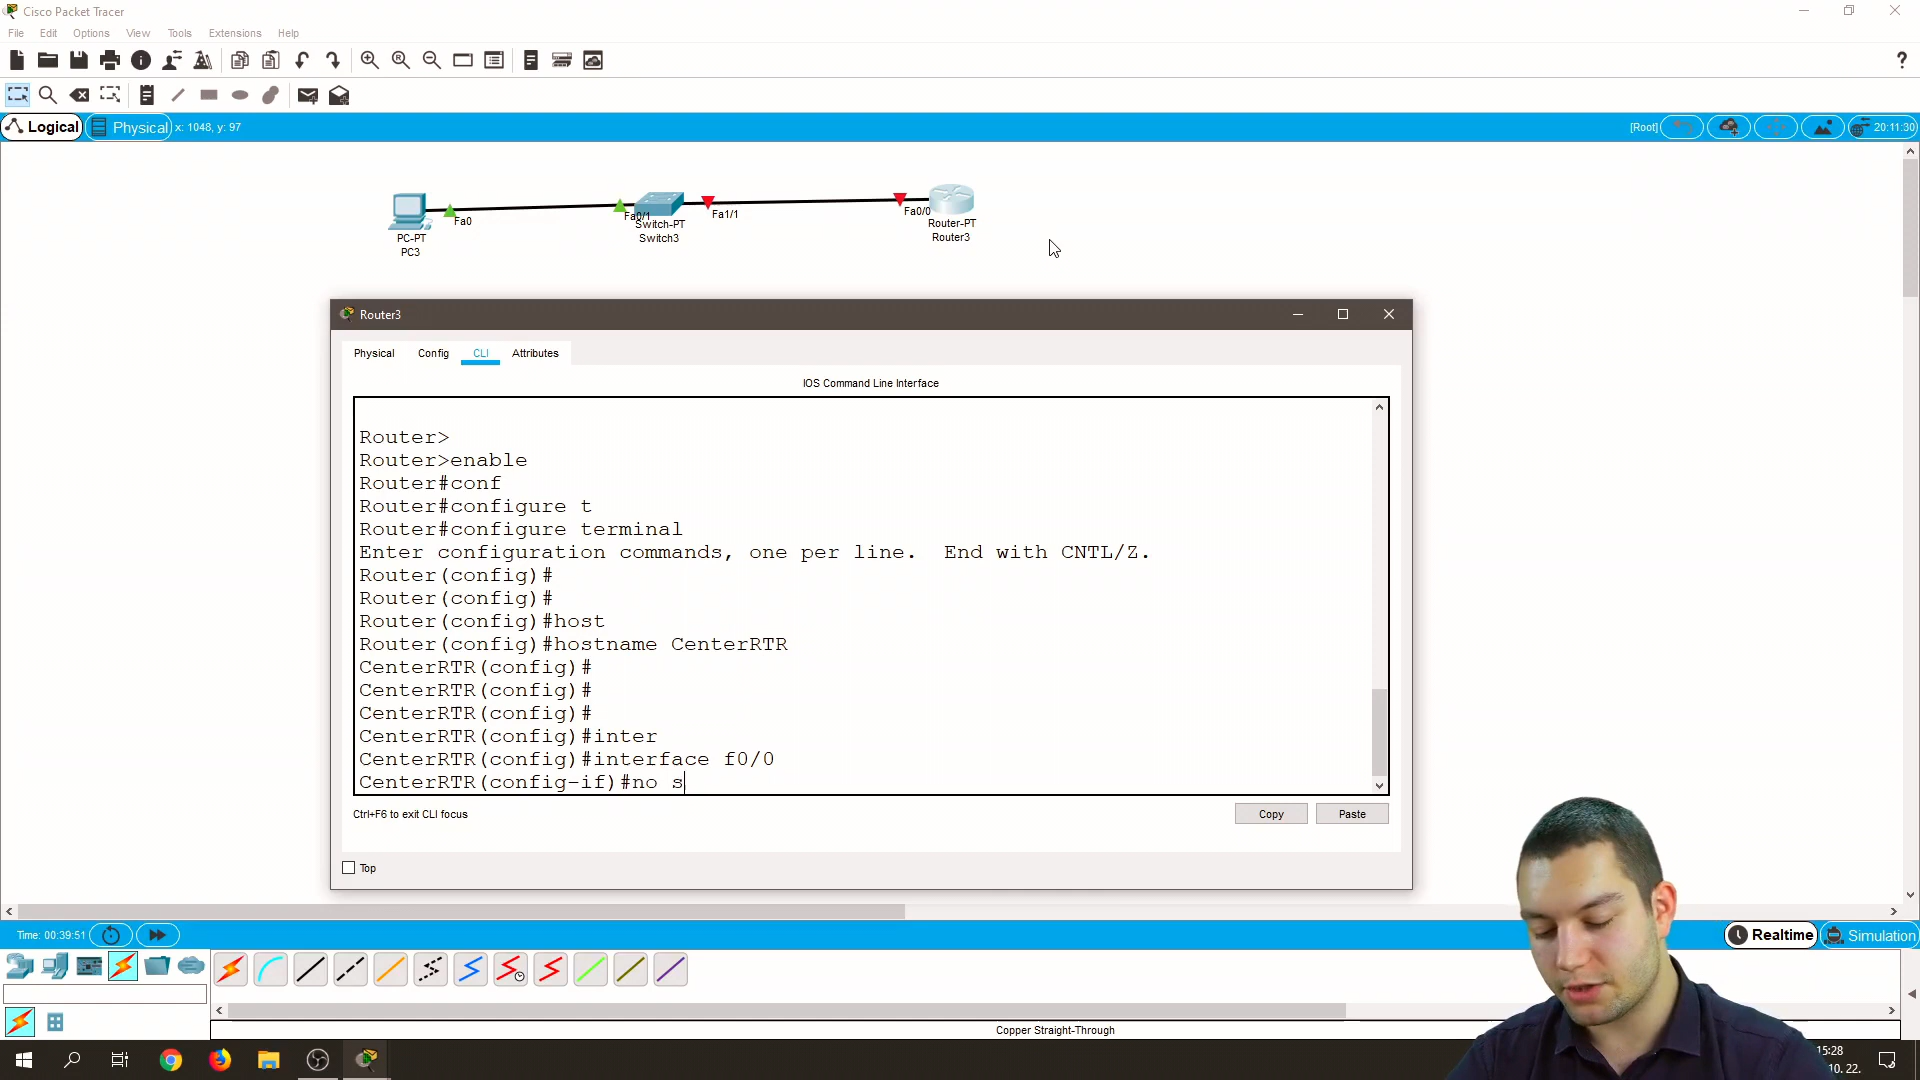 Cisco Packet Tracer
File Edit Options View Tools Extensions Help
Logical Physical x: 1048, y: 97 [Root] 20:11:30
Fa0 Fa0/1 Fa1/1 Fa0/0
PC-PT Switch-PT Router-PT
PC3 Switch3 Router3
Router3
Physical Config CLI Attributes
IOS Command Line Interface
Router>
Router>enable
Router#conf
Router#configure t
Router#configure terminal
Enter configuration commands, one per line. End with CNTL/Z.
Router(config)#
Router(config)#
Router(config)#host
Router(config)#hostname CenterRTR
CenterRTR(config)#
CenterRTR(config)#
CenterRTR(config)#
CenterRTR(config)#inter
CenterRTR(config)#interface f0/0
CenterRTR(config-if)#no s
Ctrl+F6 to exit CLI focus Copy Paste
Top
Time: 00:39:51 Realtime Simulation
Copper Straight-Through
15:28
10. 22.